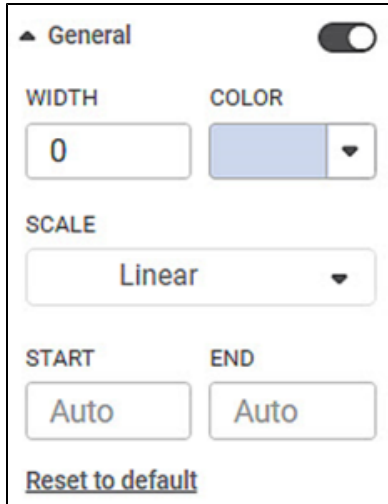 General
WIDTH COLOR
0
SCALE
Linear
START END
Auto Auto
Reset to default